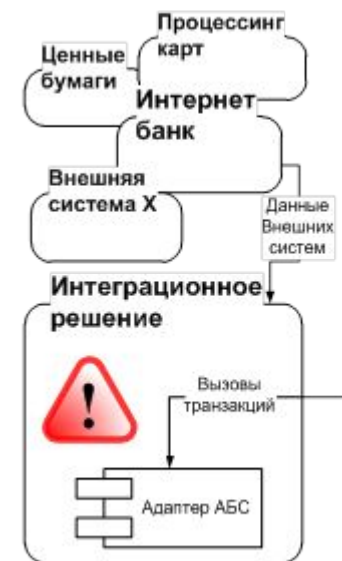 Процессинг
карт
Ценные
бумаги
Интернет
банк
Внешняя
система X
Данные
Внешних
систем
Интеграционное
решение
!
Вызовы
транзакций
Адаптер АБС